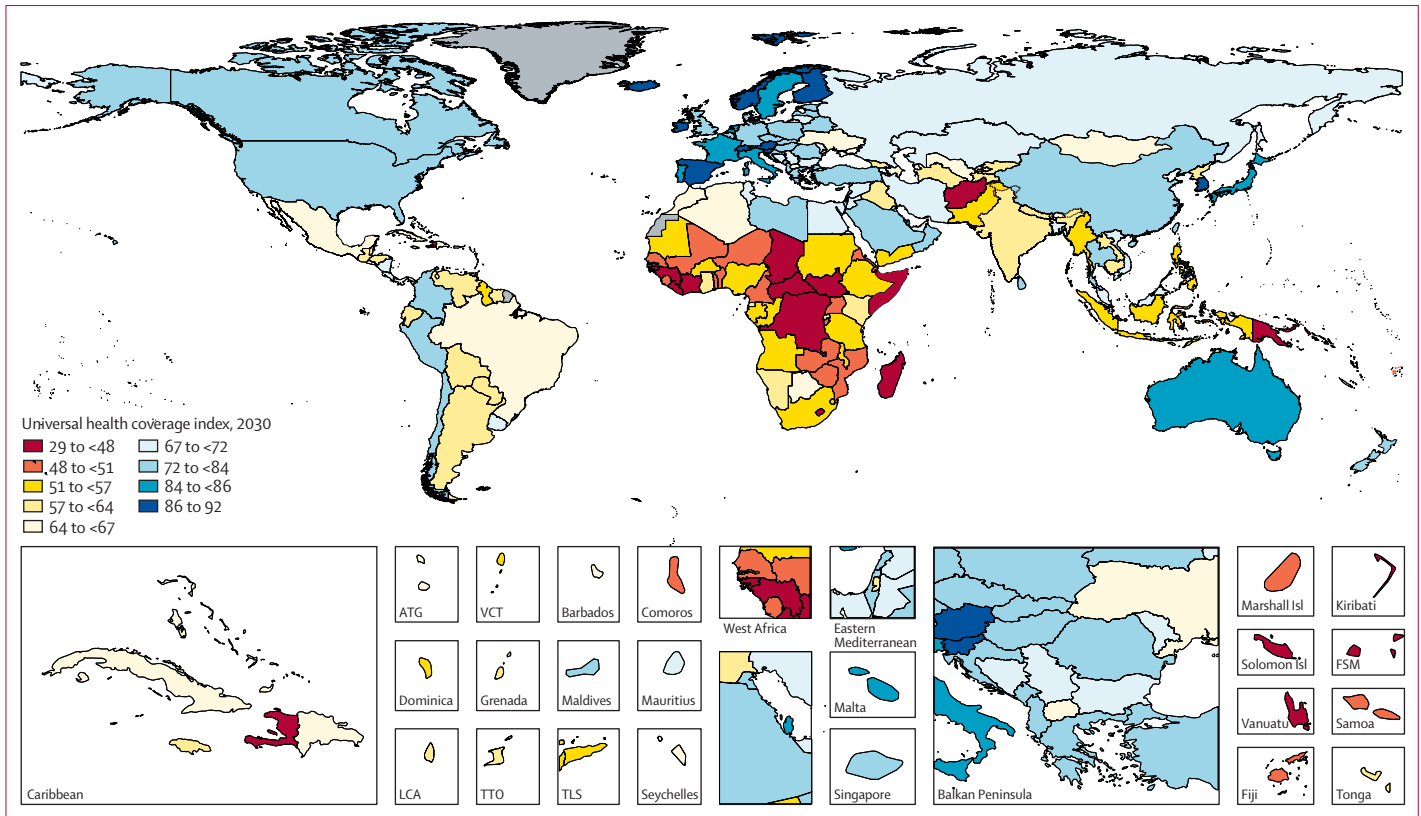 Universal health coverage index, 2030
29 to <48
48 to <51
51 to <57
57 to <64
64 to <67
67 to <72
72 to <84
84 to <86
86 to 92
Caribbean
ATG
VCT
Barbados
Comoros
West Africa
Eastern
Mediterranean
Dominica
Grenada
Maldives
Mauritius
Malta
LCA
TTO
TLS
Seychelles
Singapore
Balkan Peninsula
Marshall Isl
Kiribati
Solomon Isl
FSM
Vanuatu
Samoa
Fiji
Tonga